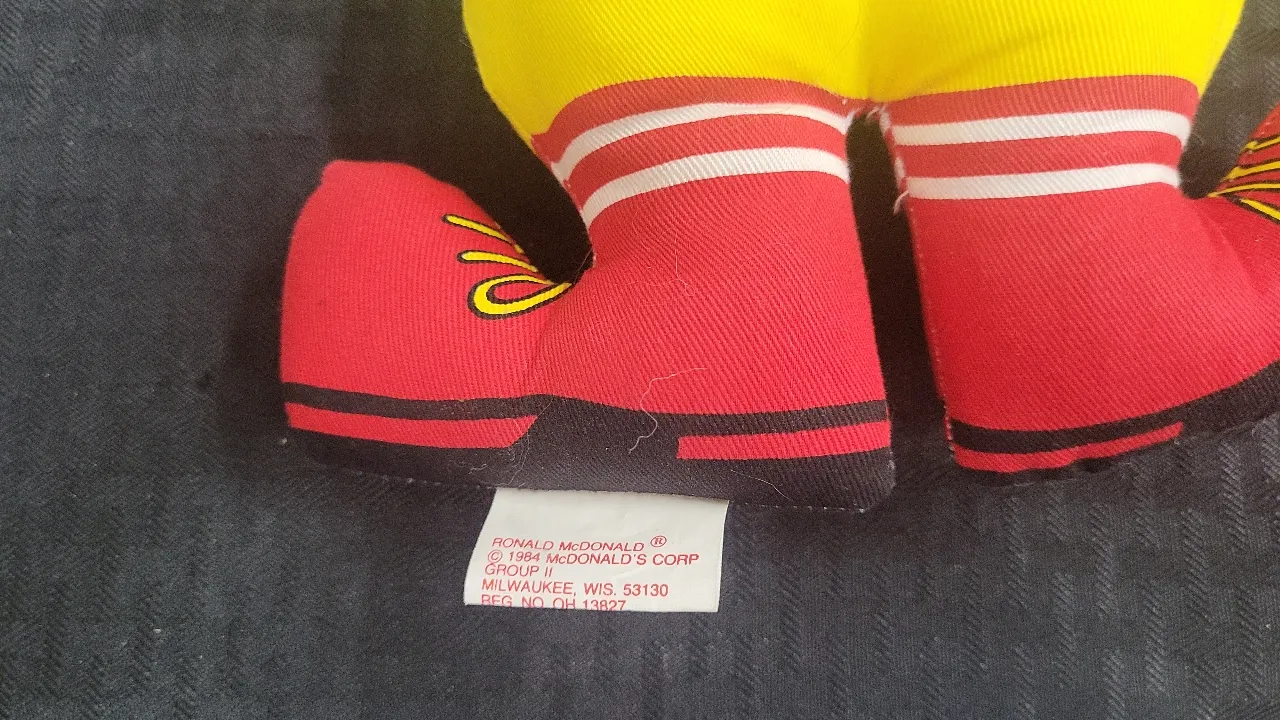 RONALD McDONALD ®
© 1984 McDONALD'S CORP
GROUP II
MILWAUKEE, WIS. 53130
REG. NO. OH 13827